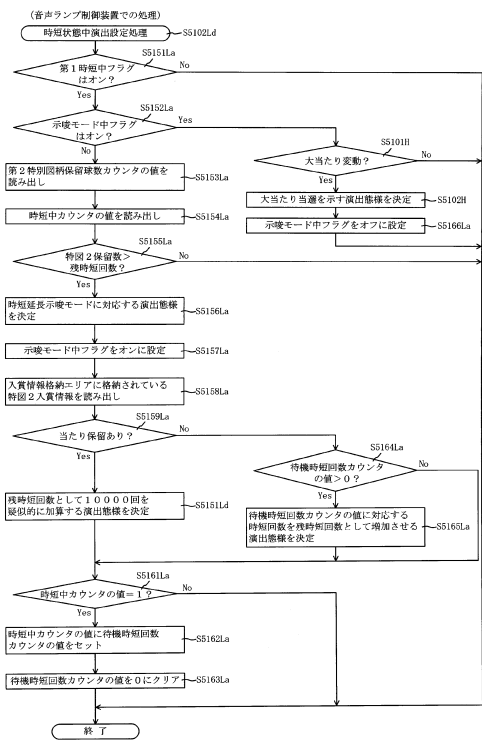 (音声ランプ制御装置での処理)
時短状態中演出設定処理
S5102Ld
S5151La
第1時短中フラグ
はオン?
No
Yes
S5152La
示唆モード中フラグ
はオン?
Yes
No
S5101H
大当たり変動?
No
Yes
第2特別図柄保留球数カウンタの値を
読み出し
S5153La
大当たり当選を示す演出態様を決定
S5102H
時短中カウンタの値を読み出し
S5154La
示唆モード中フラグをオフに設定
S5166La
S5155La
特図2保留数>
残時短回数?
No
Yes
時短延長示唆モードに対応する演出態様
を決定
S5156La
示唆モード中フラグをオンに設定
S5157La
入賞情報格納エリアに格納されている
特図2入賞情報を読み出し
S5158La
S5159La
当たり保留あり?
No
Yes
S5164La
待機時短回数カウンタ
の値>0?
No
Yes
残時短回数として10000回を
疑似的に加算する演出態様を決定
S5151Ld
待機時短回数カウンタの値に対応する
時短回数を残時短回数として増加させる
演出態様を決定
S5165La
S5161La
時短中カウンタの値=1?
No
Yes
時短中カウンタの値に待機時短回数
カウンタの値をセット
S5162La
待機時短回数カウンタの値を0にクリア
S5163La
終了